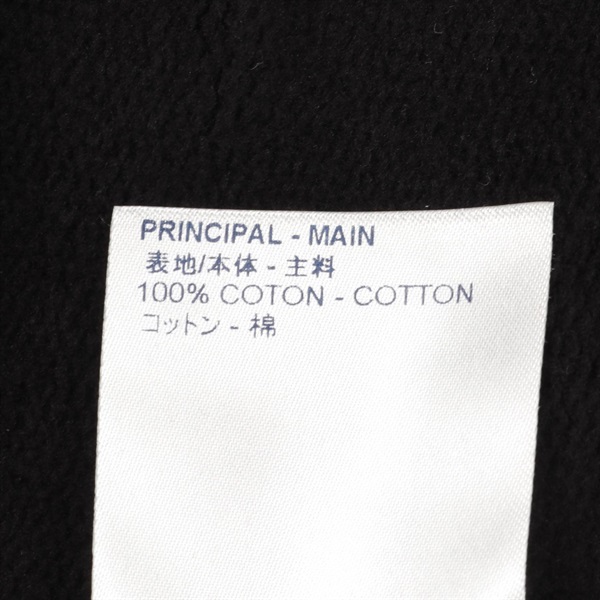 PRINCIPAL - MAIN
表地/本体 - 主料
100% COTON - COTTON
コットン - 棉